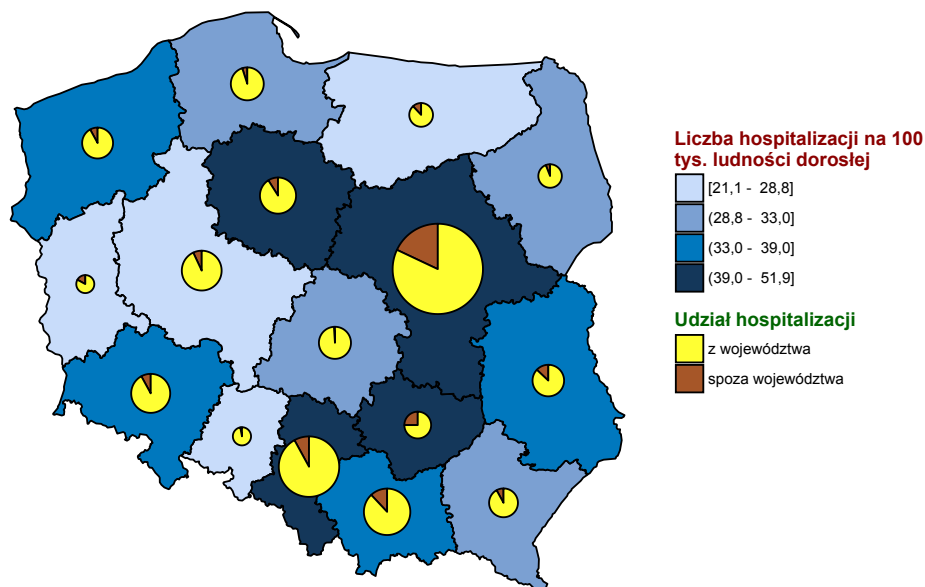 Liczba hospitalizacji na 100
tys. ludności dorosłej
[21,1 - 28,8]
(28,8 - 33,0]
(33,0 - 39,0]
(39,0 - 51,9]
Udział hospitalizacji
z województwa
spoza województwa